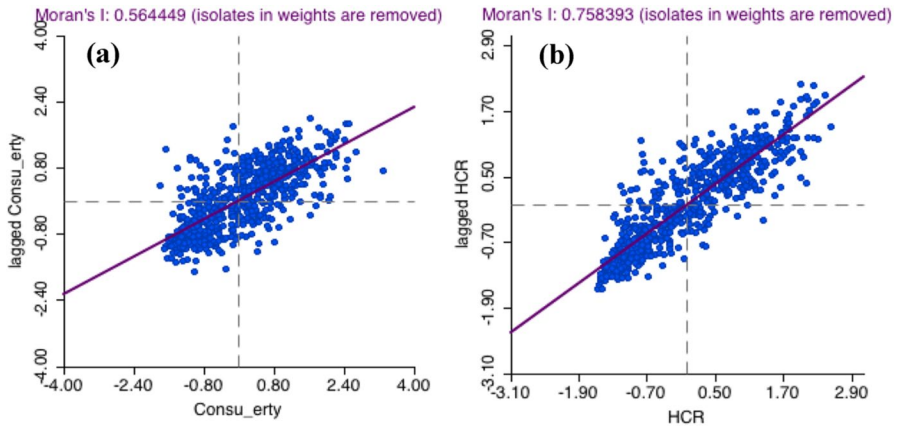 Moran's I: 0.564449 (isolates in weights are removed)
(a)
4.00
2.40
0.80
-0.80
-2.40
-4.00
lagged Consu_erty
-4.00 -2.40 -0.80 0.80 2.40 4.00
Consu_erty
Moran's I: 0.758393 (isolates in weights are removed)
(b)
2.90
1.70
0.50
-0.70
-1.90
-3.10
lagged HCR
-3.10 -1.90 -0.70 0.50 1.70 2.90
HCR